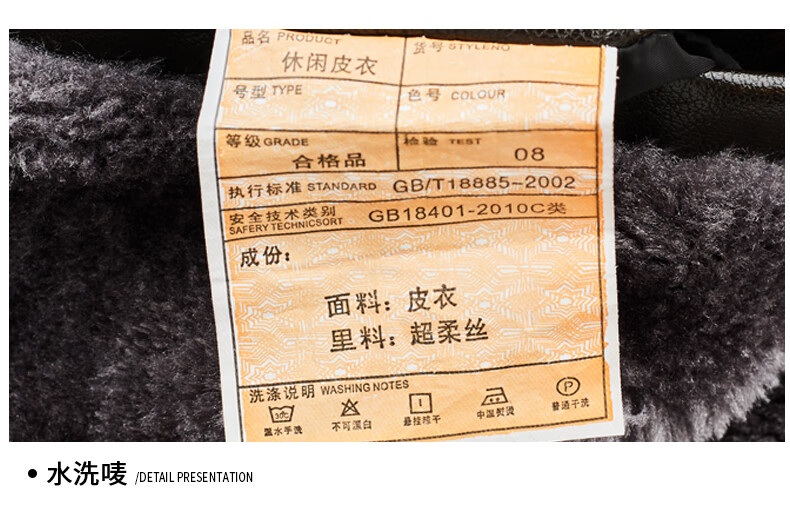 品名 PRODUCT
休闲皮衣
货号 STYLENO
号型 TYPE
色号 COLOUR
等级 GRADE
合格品
检验 TEST
08
执行标准 STANDARD GB/T18885-2002
安全技术类别 GB18401-2010C类
SAFERY TECHNICSORT
成份：
面料：皮衣
里料：超柔丝
洗涤说明 WASHING NOTES
30C
温水手洗
不可漂白
悬挂晾干
中温熨烫
P
普通干洗
• 水洗唛 /DETAIL PRESENTATION